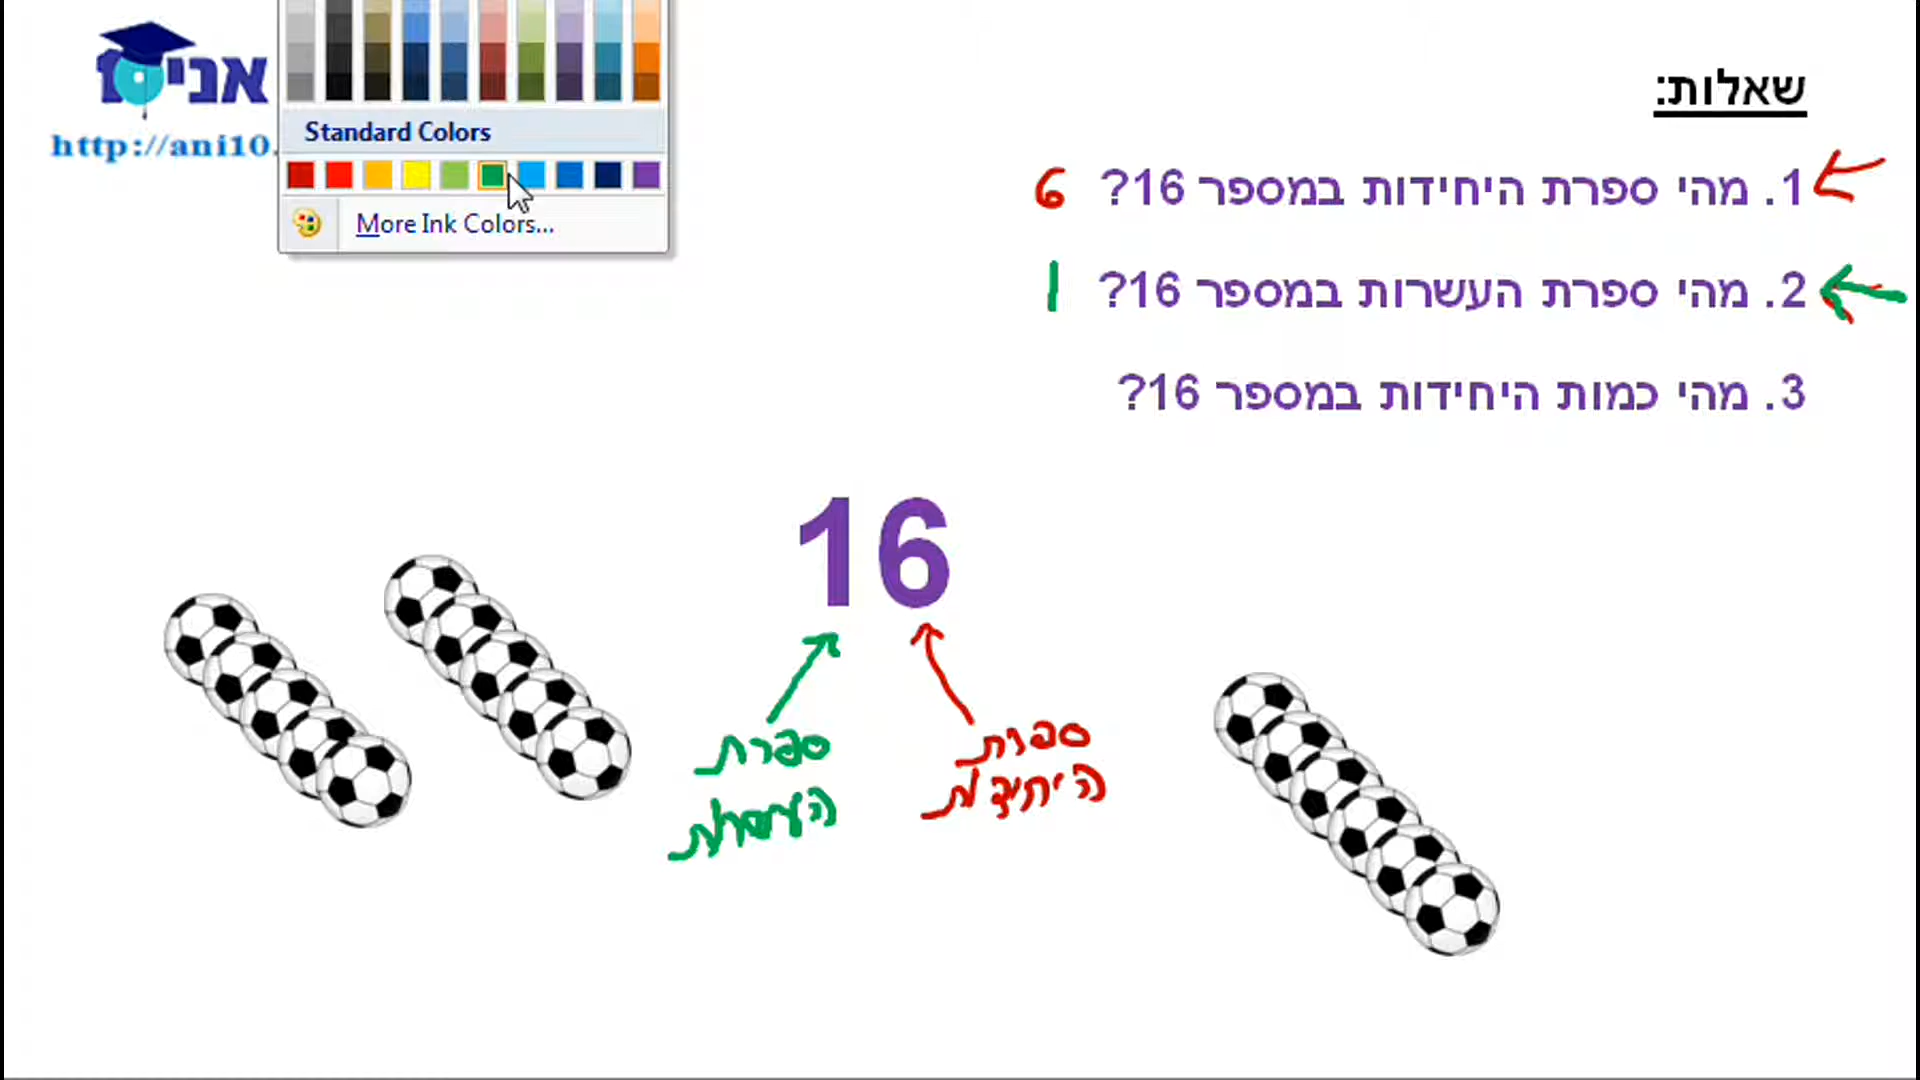 אני10
http://ani10.
Standard Colors
More Ink Colors...
שאלות:
1. מהי ספרת היחידות במספר 16? 6
2. מהי ספרת העשרות במספר 16? 1
3. מהי כמות היחידות במספר 16?
16
ספרת
היחידות
ספרת
העשרות